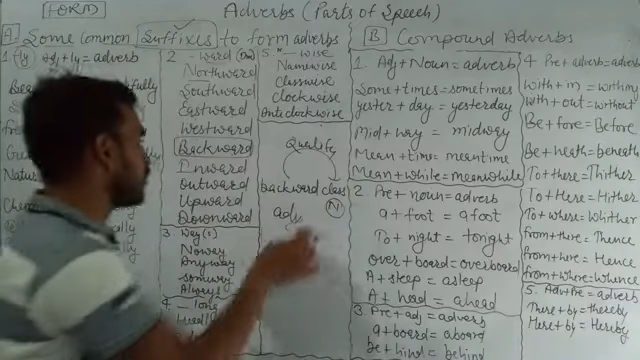 FORM
Adverbs (Parts of Speech)
A. Some Common Suffixes to form adverbs
1. (ly) adj + ly = adverb
2 - ward
Northward
Southward
Eastward
Westward
Backward
Inward
Outward
Upward
Downward
3. Way(s)
Noway
Anyway
someway
Always
4 - long
5. " - wise
Namewise
Classwise
Clockwise
Anticlockwise
Qualify
backward class
adj
N
B Compound Adverbs
1. Adj + Noun = adverb
Some + times = sometimes
yester + day = yesterday
Mid + way = midway
Mean + time = meantime
Mean + while = meanwhile
2 Pre + noun = adverb
a + foot = afoot
To + night = tonight
over + board = overboard
A + sleep = asleep
A + head = ahead
3. Pre + adj = adverb
a + board = aboard
be + hind = behind
4 Pre + adverb = adverb
with + in = within
with + out = without
Be + fore = Before
Be + neath = beneath
To + there = Thither
To + Here = Hither
To + where = Whither
from + there = Thence
from + here = Hence
from + where = whence
5. Adv + Pre = adverb
There + by = thereby
Here + by = Hereby